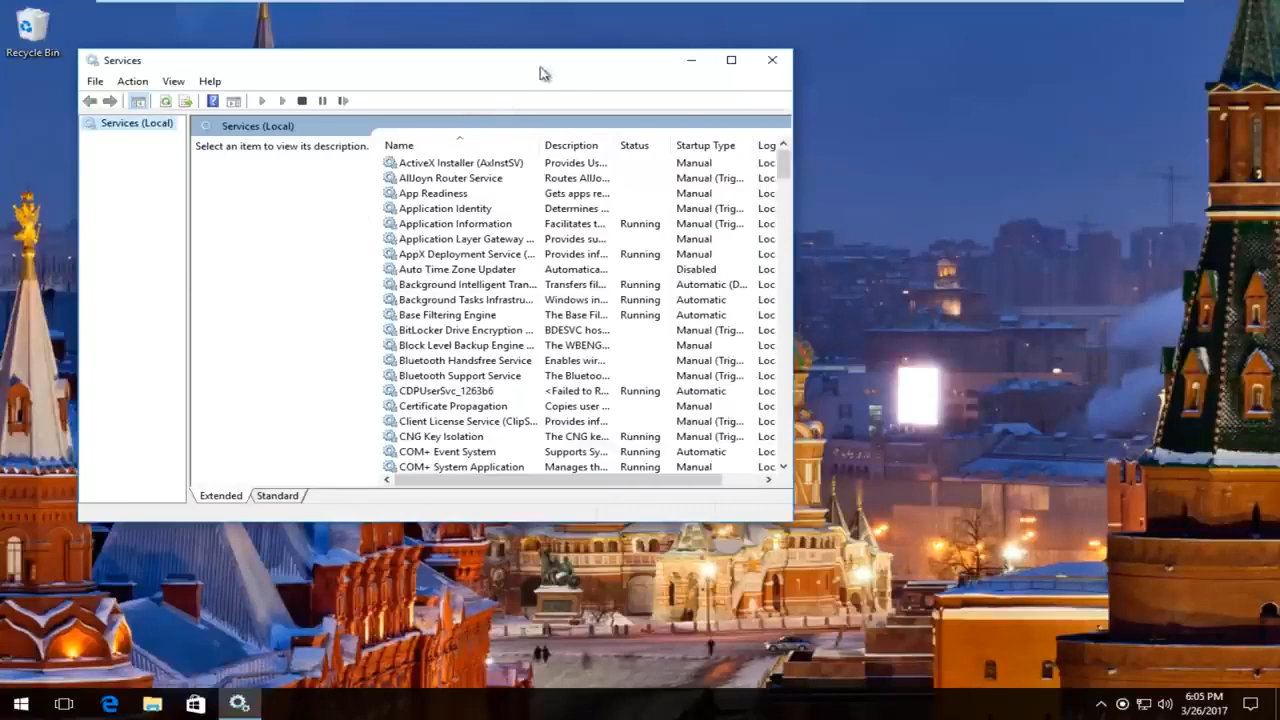 Recycle Bin
Services
File Action View Help
Services (Local)
Services (Local)
Select an item to view its description.
Name Description Status Startup Type Log
ActiveX Installer (AxInstSV) Provides Us... Manual Loc
AllJoyn Router Service Routes AllJo... Manual (Trig... Loc
App Readiness Gets apps re... Manual Loc
Application Identity Determines ... Manual (Trig... Loc
Application Information Facilitates t... Running Manual (Trig... Loc
Application Layer Gateway ... Provides su... Manual Loc
AppX Deployment Service (... Provides inf... Running Manual Loc
Auto Time Zone Updater Automatica... Disabled Loc
Background Intelligent Tran... Transfers fil... Running Automatic (D... Loc
Background Tasks Infrastru... Windows in... Running Automatic Loc
Base Filtering Engine The Base Fil... Running Automatic Loc
BitLocker Drive Encryption ... BDESVC hos... Manual (Trig... Loc
Block Level Backup Engine ... The WBENG... Manual Loc
Bluetooth Handsfree Service Enables wir... Manual (Trig... Loc
Bluetooth Support Service The Bluetoo... Manual (Trig... Loc
CDPUserSvc_1263b6 <Failed to R... Running Automatic Loc
Certificate Propagation Copies user ... Manual Loc
Client License Service (ClipS... Provides inf... Manual (Trig... Loc
CNG Key Isolation The CNG ke... Running Manual (Trig... Loc
COM+ Event System Supports Sy... Running Automatic Loc
COM+ System Application Manages th... Running Manual Loc
Extended Standard
6:05 PM
3/26/2017